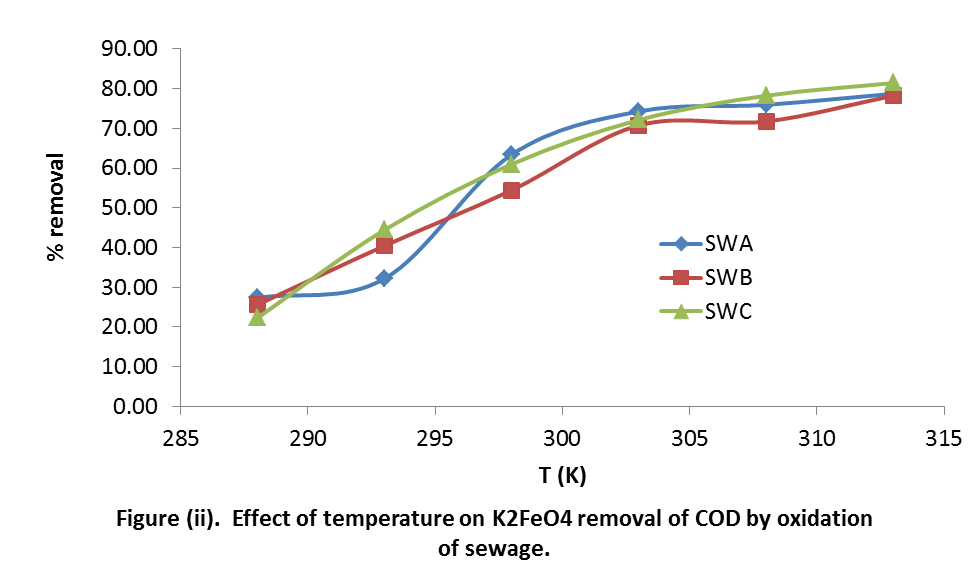 90.00
80.00
70.00
60.00
50.00
40.00
30.00
20.00
10.00
0.00
% removal
SWA
SWB
SWC
285 290 295 300 305 310 315
T (K)
Figure (ii). Effect of temperature on K2FeO4 removal of COD by oxidation
of sewage.